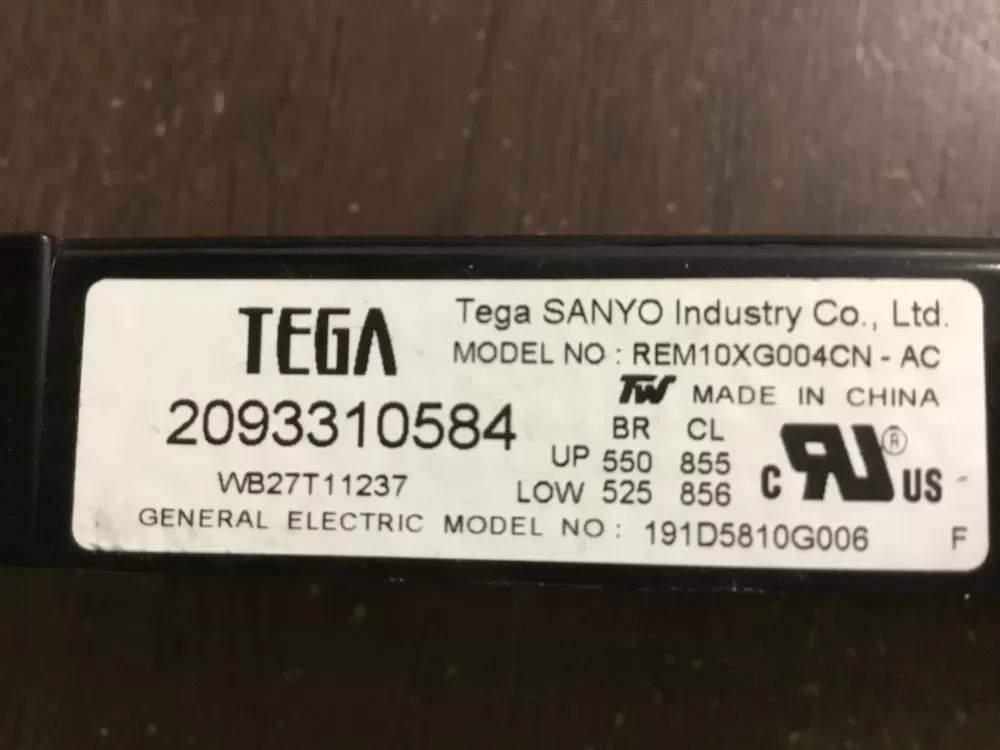 TEGA
Tega SANYO Industry Co., Ltd.
MODEL NO : REM10XG004CN - AC
TW MADE IN CHINA
2093310584
BR CL
UP 550 855
LOW 525 856
WB27T11237
c RU ® US
GENERAL ELECTRIC MODEL NO : 191D5810G006 F